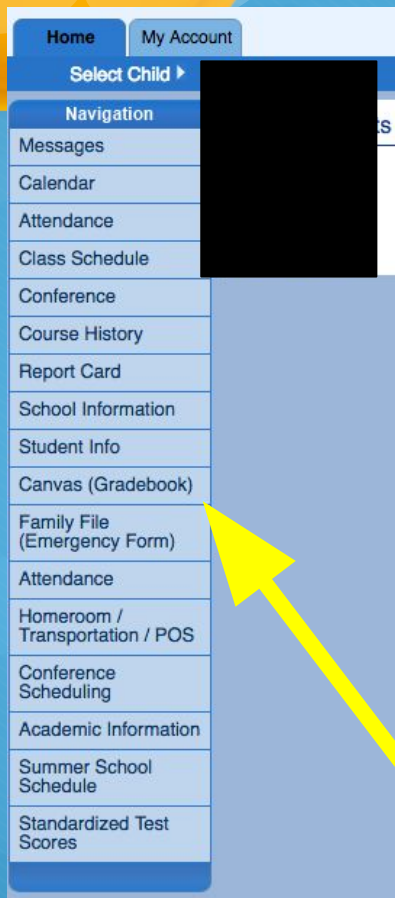 Home
My Account
Select Child
Navigation
Messages
Calendar
Attendance
Class Schedule
Conference
Course History
Report Card
School Information
Student Info
Canvas (Gradebook)
Family File
(Emergency Form)
Attendance
Homeroom /
Transportation / POS
Conference
Scheduling
Academic Information
Summer School
Schedule
Standardized Test
Scores